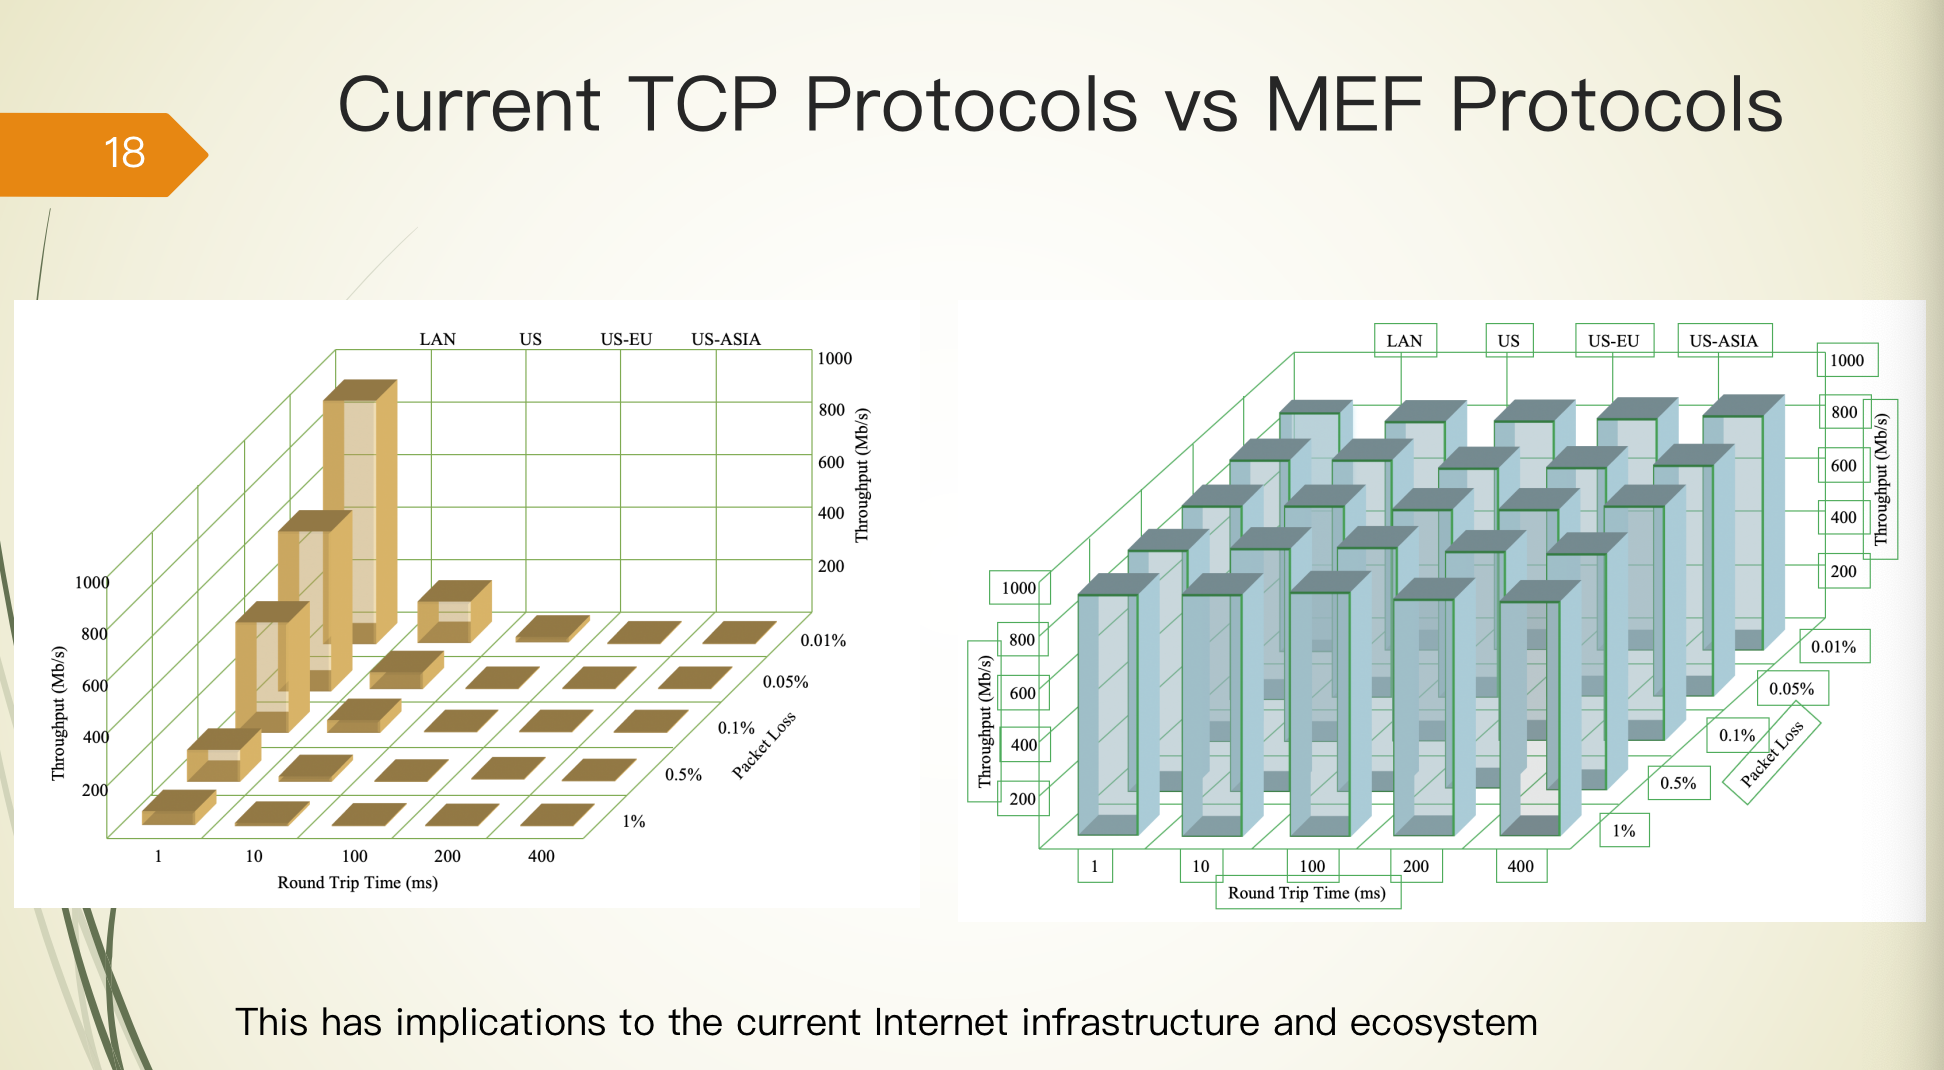 Current TCP Protocols vs MEF Protocols
18
LAN US US-EU US-ASIA
1000
800
600
400
200
Throughput (Mb/s)
1000
800
600
400
200
Throughput (Mb/s)
0.01%
0.05%
0.1%
0.5%
1%
Packet Loss
1 10 100 200 400
Round Trip Time (ms)
LAN US US-EU US-ASIA
1000
800
600
400
200
Throughput (Mb/s)
1000
800
600
400
200
Throughput (Mb/s)
0.01%
0.05%
0.1%
0.5%
1%
Packet Loss
1 10 100 200 400
Round Trip Time (ms)
This has implications to the current Internet infrastructure and ecosystem